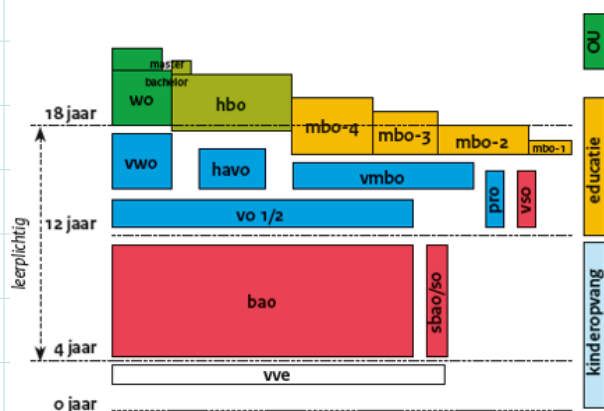 OU
master
bachelor
wo
hbo
18 jaar
mbo-4
mbo-3
mbo-2
mbo-1
educatie
vwo
havo
vmbo
pro
vso
vo 1/2
12 jaar
leerplichtig
bao
sbao/so
kinderopvang
4 jaar
vve
0 jaar